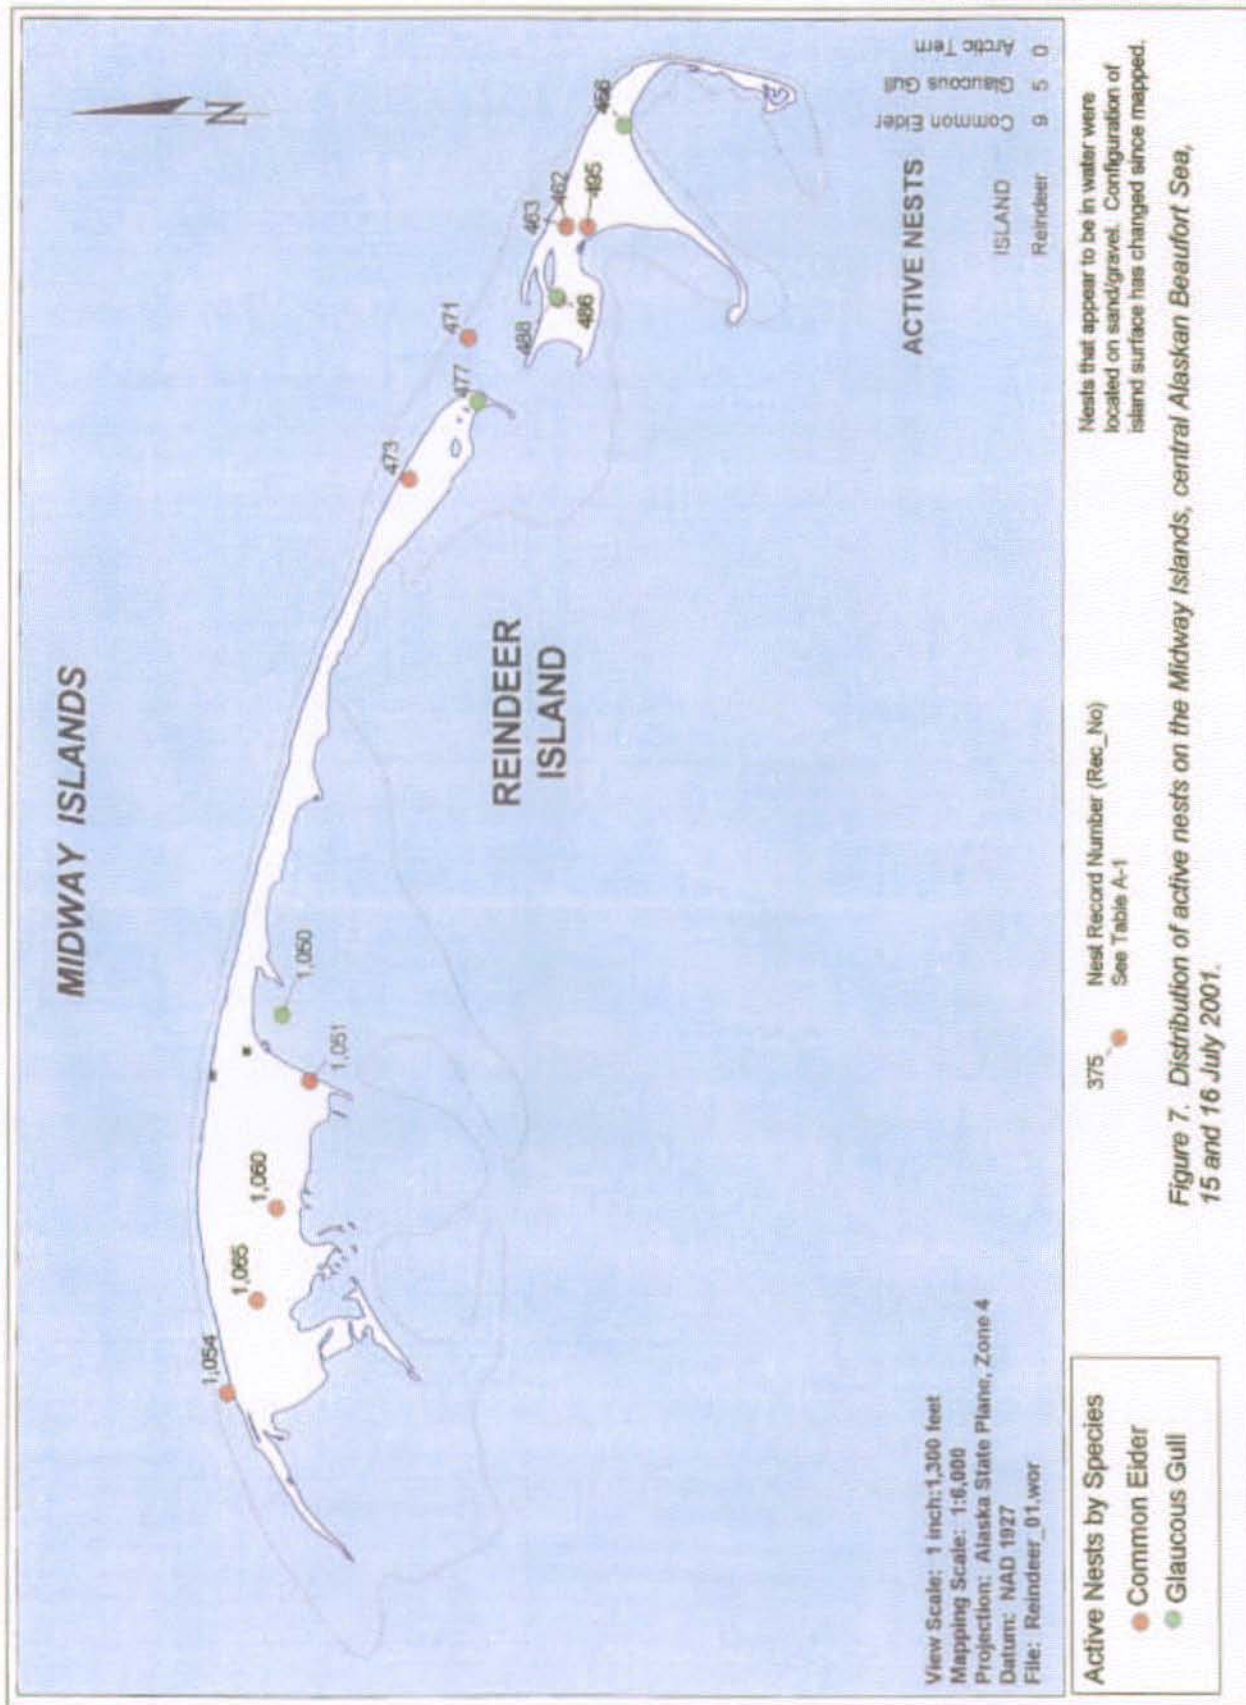 MIDWAY ISLANDS
N
1,054
1,065
1,060
1,051
1,050
473
477
471
488
486
463
462
495
456
REINDEER
ISLAND
ACTIVE NESTS
ISLAND Common Eider Glaucous Gull Arctic Tern
Reindeer 9 5 0
View Scale: 1 inch:1,300 feet
Mapping Scale: 1:6,000
Projection: Alaska State Plane, Zone 4
Datum: NAD 1927
File: Reindeer_01.wor
Active Nests by Species
Common Eider
Glaucous Gull
375 Nest Record Number (Rec_No)
See Table A-1
Nests that appear to be in water were
located on sand/gravel. Configuration of
island surface has changed since mapped.
Figure 7. Distribution of active nests on the Midway Islands, central Alaskan Beaufort Sea,
15 and 16 July 2001.